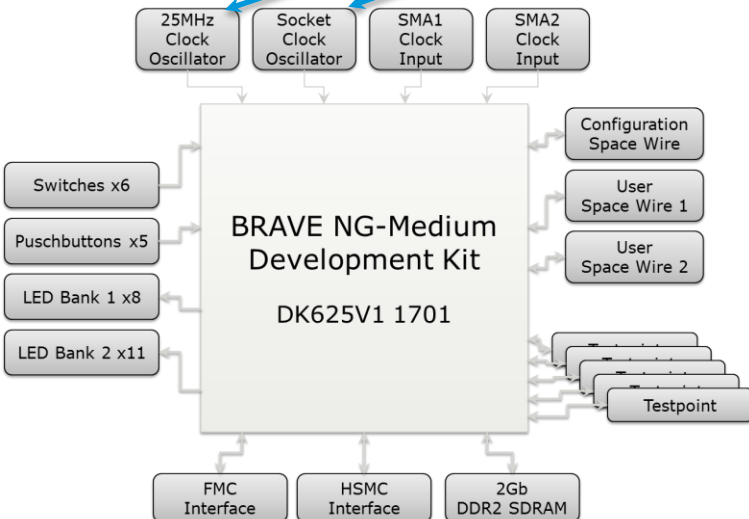 25MHz
Clock
Oscillator
Socket
Clock
Oscillator
SMA1
Clock
Input
SMA2
Clock
Input
Configuration
Space Wire
User
Space Wire 1
User
Space Wire 2
Switches x6
Puschbuttons x5
LED Bank 1 x8
LED Bank 2 x11
BRAVE NG-Medium
Development Kit
DK625V1 1701
Testpoint
FMC
Interface
HSMC
Interface
2Gb
DDR2 SDRAM